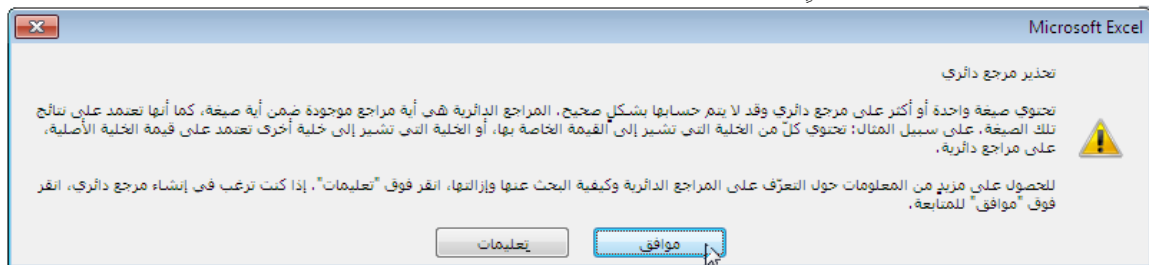 Microsoft Excel
تحذير مرجع دائري
تحتوي صيغة واحدة أو أكثر على مرجع دائري وقد لا يتم حسابها بشكلٍ صحيح. المراجع الدائرية هي أية مراجع موجودة ضمن أية صيغة، كما أنها تعتمد على نتائج
تلك الصيغة. على سبيل المثال: تحتوي كلّ من الخلية التي تشير إلى القيمة الخاصة بها، أو الخلية التي تشير إلى خلية أخرى تعتمد على قيمة الخلية الأصلية،
على مراجع دائرية.
للحصول على مزيدٍ من المعلومات حول التعرّف على المراجع الدائرية وكيفية البحث عنها وإزالتها، انقر فوق "تعليمات". إذا كنت ترغب في إنشاء مرجع دائري، انقر
فوق "موافق" للمتابعة.
موافق تعليمات